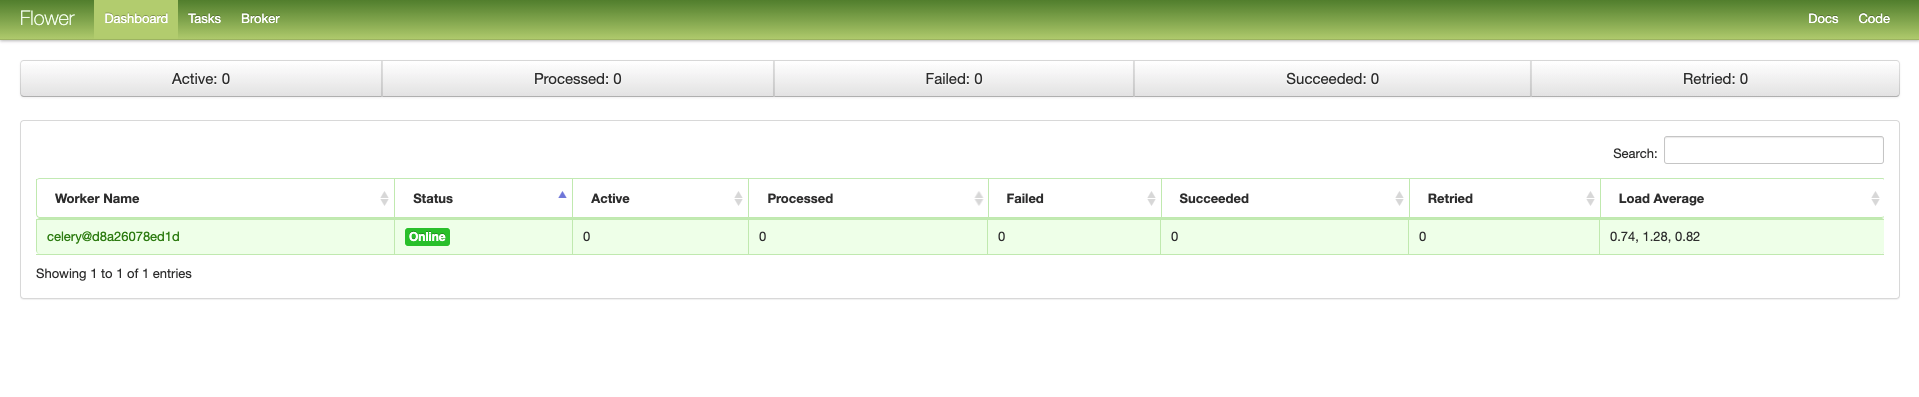 Flower Dashboard Tasks Broker Docs Code
Active: 0 Processed: 0 Failed: 0 Succeeded: 0 Retried: 0
Search:
Worker Name Status Active Processed Failed Succeeded Retried Load Average
celery@d8a26078ed1d Online 0 0 0 0 0 0.74, 1.28, 0.82
Showing 1 to 1 of 1 entries